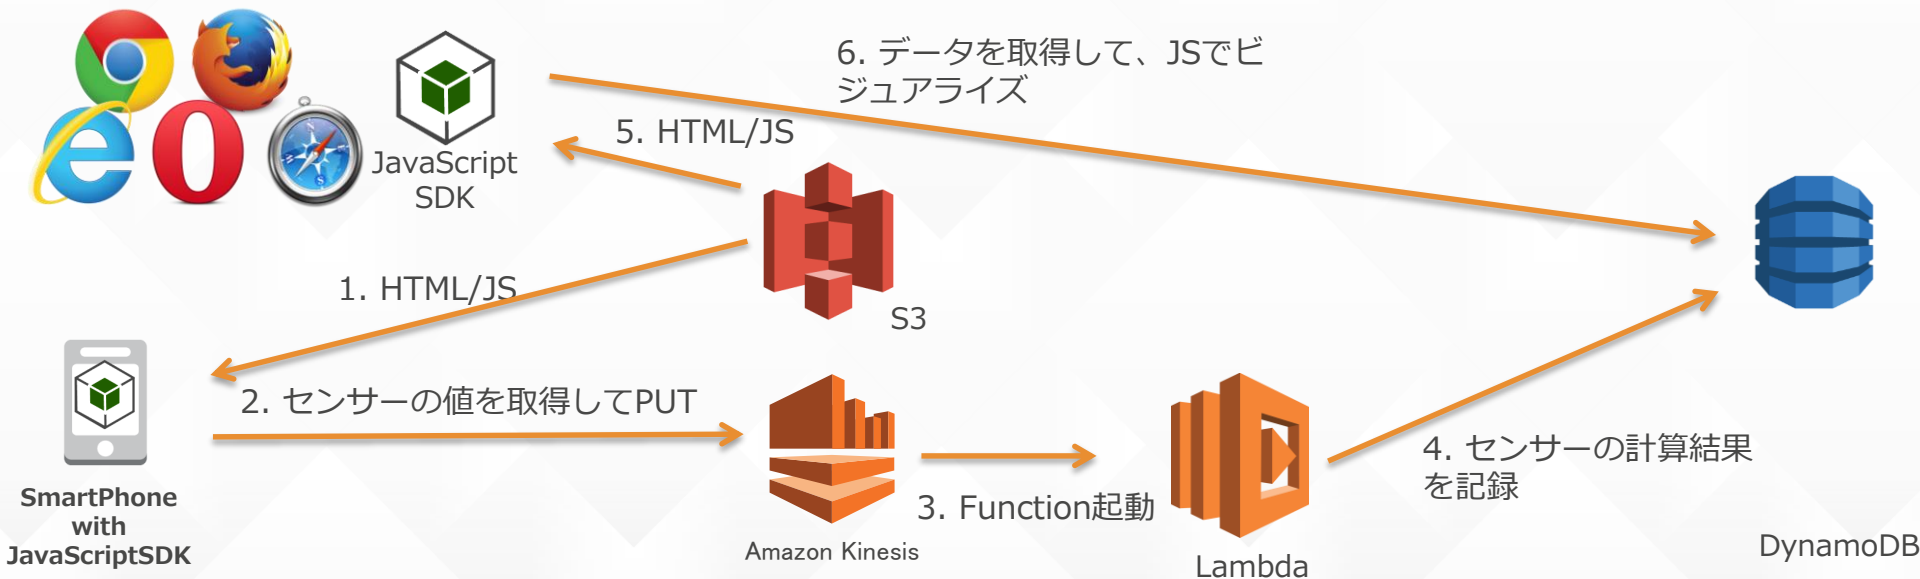 6. データを取得して、JSでビ
ジュアライズ
5. HTML/JS
JavaScript
SDK
1. HTML/JS
S3
2. センサーの値を取得してPUT
4. センサーの計算結果
を記録
3. Function起動
SmartPhone
with
JavaScriptSDK
Amazon Kinesis
Lambda
DynamoDB